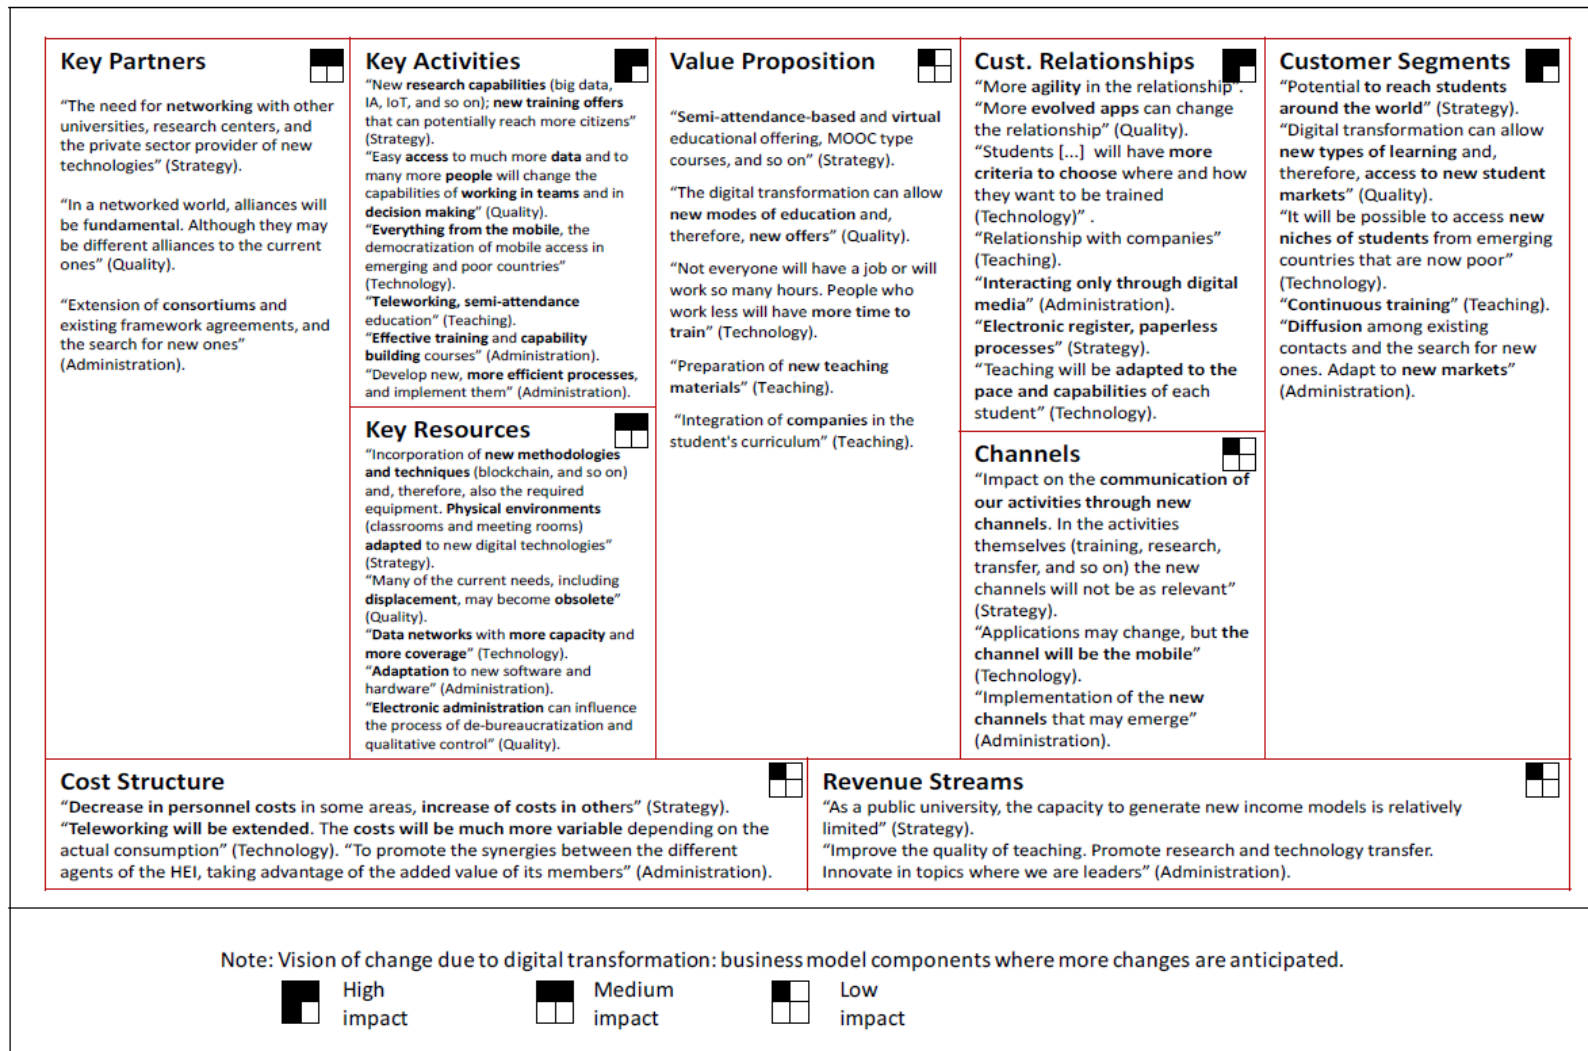 Key Partners
“The need for networking with other
universities, research centers, and
the private sector provider of new
technologies” (Strategy).
“In a networked world, alliances will
be fundamental. Although they may
be different alliances to the current
ones” (Quality).
“Extension of consortiums and
existing framework agreements, and
the search for new ones”
(Administration).
Key Activities
“New research capabilities (big data,
IA, IoT, and so on); new training offers
that can potentially reach more citizens”
(Strategy).
“Easy access to much more data and to
many more people will change the
capabilities of working in teams and in
decision making” (Quality).
“Everything from the mobile, the
democratization of mobile access in
emerging and poor countries”
(Technology).
“Teleworking, semi-attendance
education” (Teaching).
“Effective training and capability
building courses” (Administration).
“Develop new, more efficient processes,
and implement them” (Administration).
Key Resources
“Incorporation of new methodologies
and techniques (blockchain, and so on)
and, therefore, also the required
equipment. Physical environments
(classrooms and meeting rooms)
adapted to new digital technologies”
(Strategy).
“Many of the current needs, including
displacement, may become obsolete”
(Quality).
“Data networks with more capacity and
more coverage” (Technology).
“Adaptation to new software and
hardware” (Administration).
“Electronic administration can influence
the process of de-bureaucratization and
qualitative control” (Quality).
Value Proposition
“Semi-attendance-based and virtual
educational offering, MOOC type
courses, and so on” (Strategy).
“The digital transformation can allow
new modes of education and,
therefore, new offers” (Quality).
“Not everyone will have a job or will
work so many hours. People who
work less will have more time to
train” (Technology).
“Preparation of new teaching
materials” (Teaching).
“Integration of companies in the
student's curriculum” (Teaching).
Cust. Relationships
“More agility in the relationship”.
“More evolved apps can change
the relationship” (Quality).
“Students [...] will have more
criteria to choose where and how
they want to be trained
(Technology)” .
“Relationship with companies”
(Teaching).
“Interacting only through digital
media” (Administration).
“Electronic register, paperless
processes” (Strategy).
“Teaching will be adapted to the
pace and capabilities of each
student” (Technology).
Channels
“Impact on the communication of
our activities through new
channels. In the activities
themselves (training, research,
transfer, and so on) the new
channels will not be as relevant”
(Strategy).
“Applications may change, but the
channel will be the mobile”
(Technology).
“Implementation of the new
channels that may emerge”
(Administration).
Customer Segments
“Potential to reach students
around the world” (Strategy).
“Digital transformation can allow
new types of learning and,
therefore, access to new student
markets” (Quality).
“It will be possible to access new
niches of students from emerging
countries that are now poor”
(Technology).
“Continuous training” (Teaching).
“Diffusion among existing
contacts and the search for new
ones. Adapt to new markets”
(Administration).
Cost Structure
“Decrease in personnel costs in some areas, increase of costs in others” (Strategy).
“Teleworking will be extended. The costs will be much more variable depending on the
actual consumption” (Technology). “To promote the synergies between the different
agents of the HEI, taking advantage of the added value of its members” (Administration).
Revenue Streams
“As a public university, the capacity to generate new income models is relatively
limited” (Strategy).
“Improve the quality of teaching. Promote research and technology transfer.
Innovate in topics where we are leaders” (Administration).
Note: Vision of change due to digital transformation: business model components where more changes are anticipated.
High
impact
Medium
impact
Low
impact